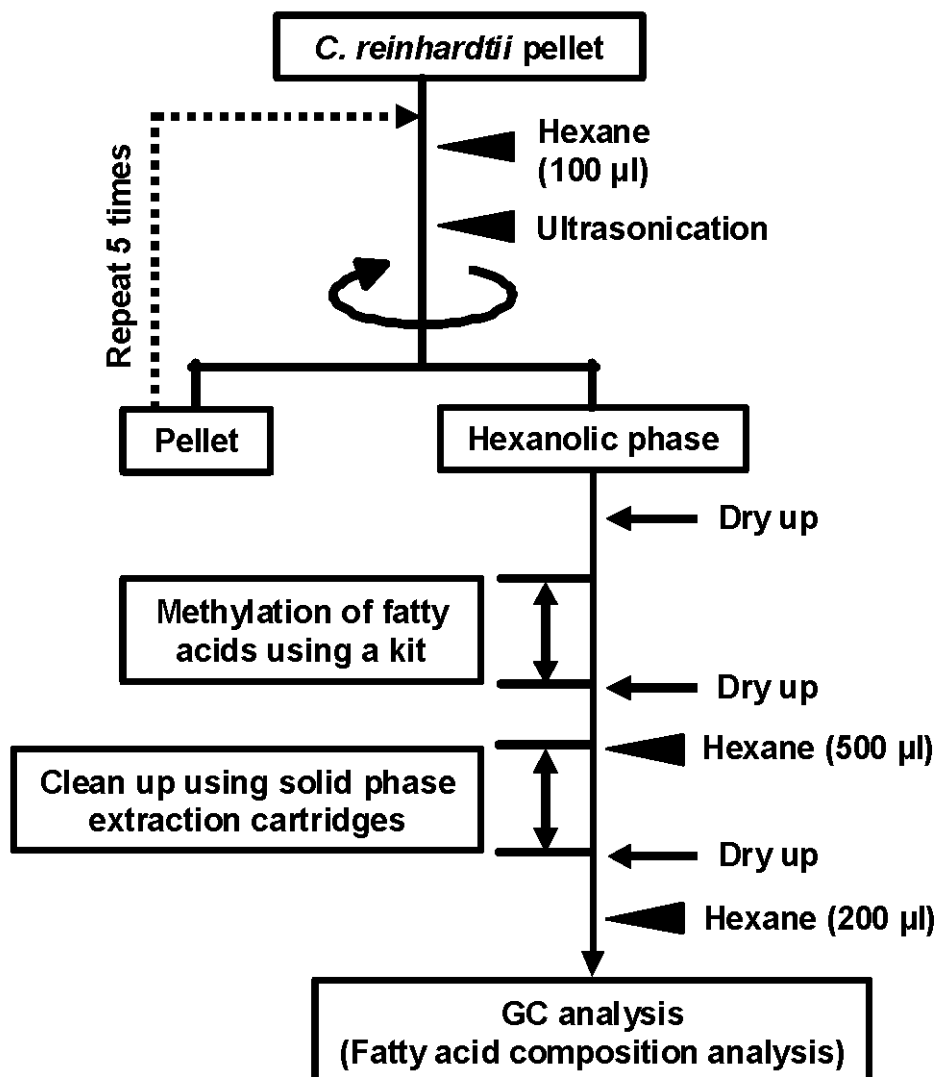 C. reinhardtii pellet
Hexane
(100 µl)
Ultrasonication
Repeat 5 times
Pellet
Hexanolic phase
Dry up
Methylation of fatty
acids using a kit
Dry up
Hexane (500 µl)
Clean up using solid phase
extraction cartridges
Dry up
Hexane (200 µl)
GC analysis
(Fatty acid composition analysis)